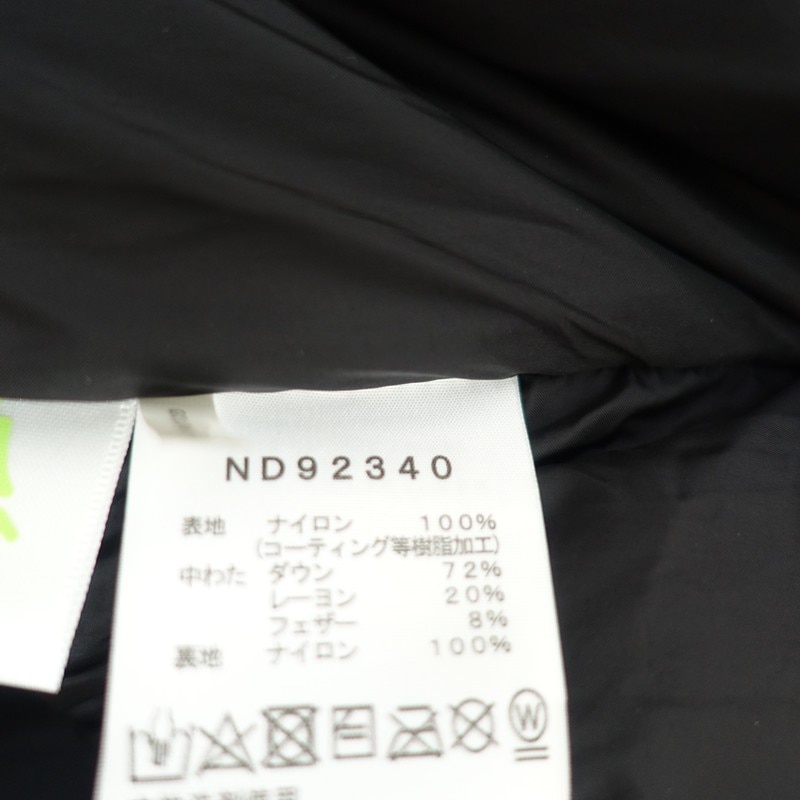 ND92340
表地 ナイロン 100%
(コーティング等樹脂加工)
中わた ダウン 72%
レーヨン 20%
フェザー 8%
裏地 ナイロン 100%
W